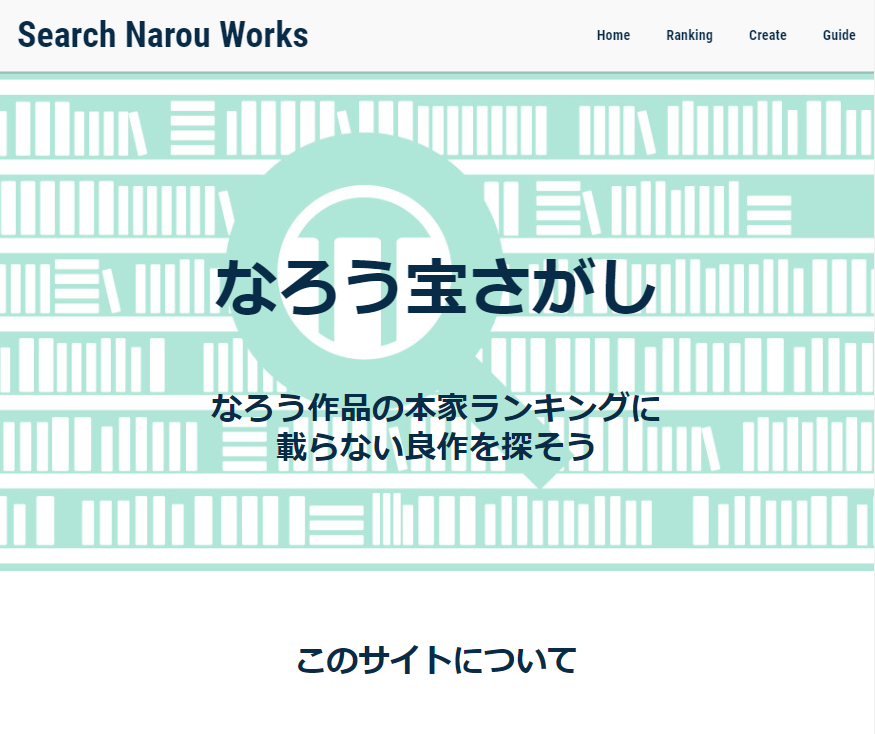 Search Narou Works
Home
Ranking
Create
Guide
なろう宝さがし
なろう作品の本家ランキングに
載らない良作を探そう
このサイトについて